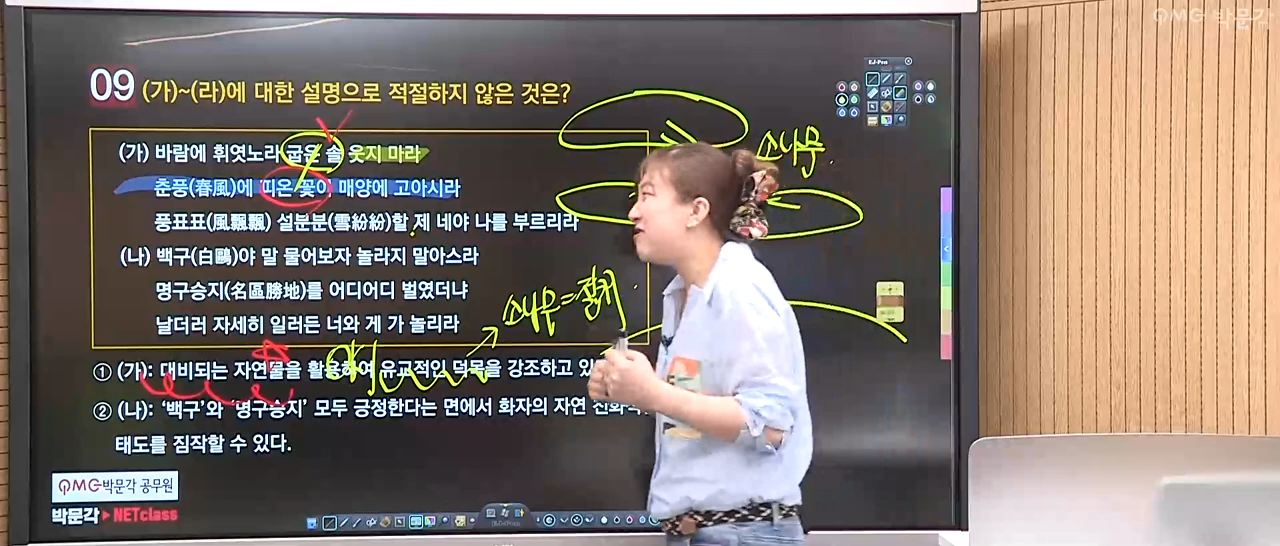 QMG 박문각
09 (가)~(라)에 대한 설명으로 적절하지 않은 것은?
EJ-Pen
(가) 바람에 휘엿노라 굽은 솔 웃지 마라
춘풍(春風)에 띠온 꽃이 매양에 고아시라
풍표표(風飄飄) 설분분(雪紛紛)할 제 네야 나를 부르리라
소나무
(나) 백구(白鷗)야 말 물어보자 놀라지 말아스라
명구승지(名區勝地)를 어디어디 벌였더냐
날더러 자세히 일러든 너와 게 가 놀리라
소나무=절개
① (가): 대비되는 자연물을 활용하여 유교적인 덕목을 강조하고
② (나): '백구'와 '명구승지' 모두 긍정한다는 면에서 화자의 자연
태도를 짐작할 수 있다.
QMG박문각 공무원
박문각 NETclass